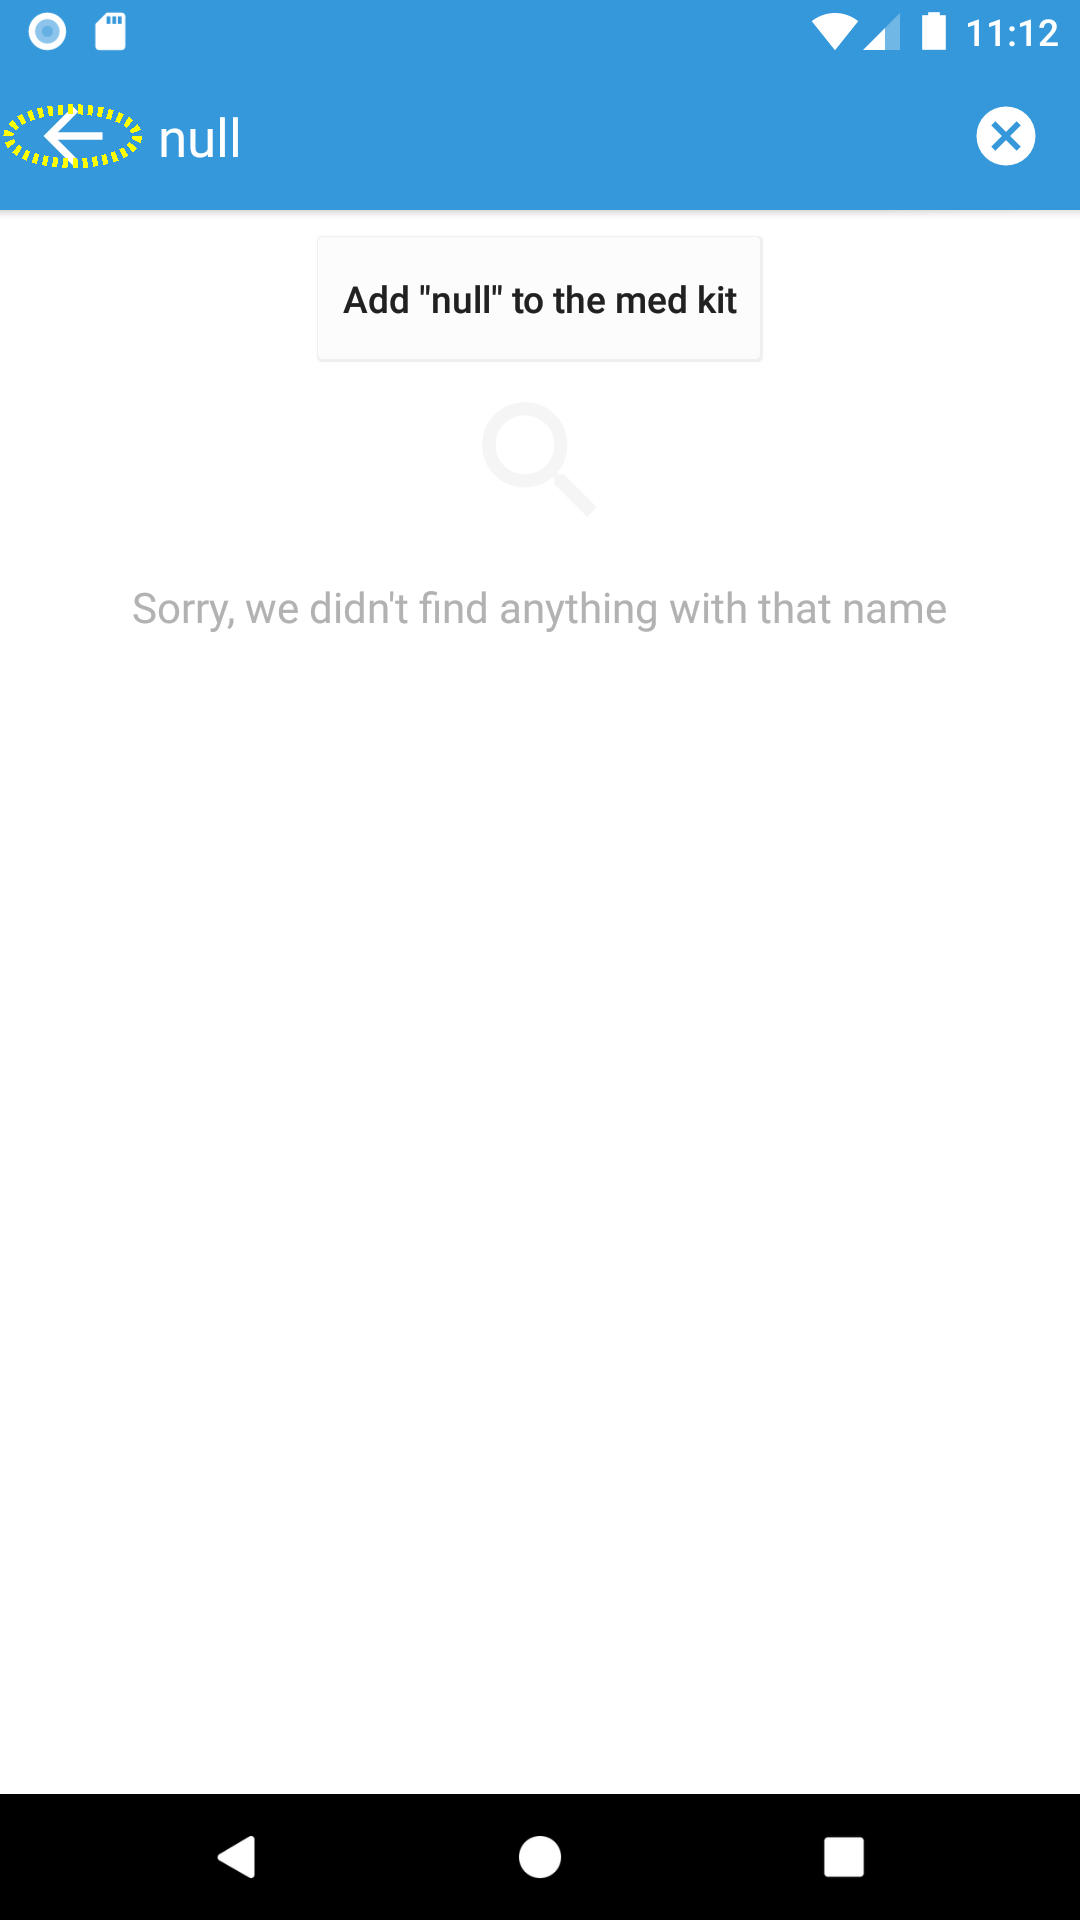 11:12
null
Add "null" to the med kit
Sorry, we didn't find anything with that name